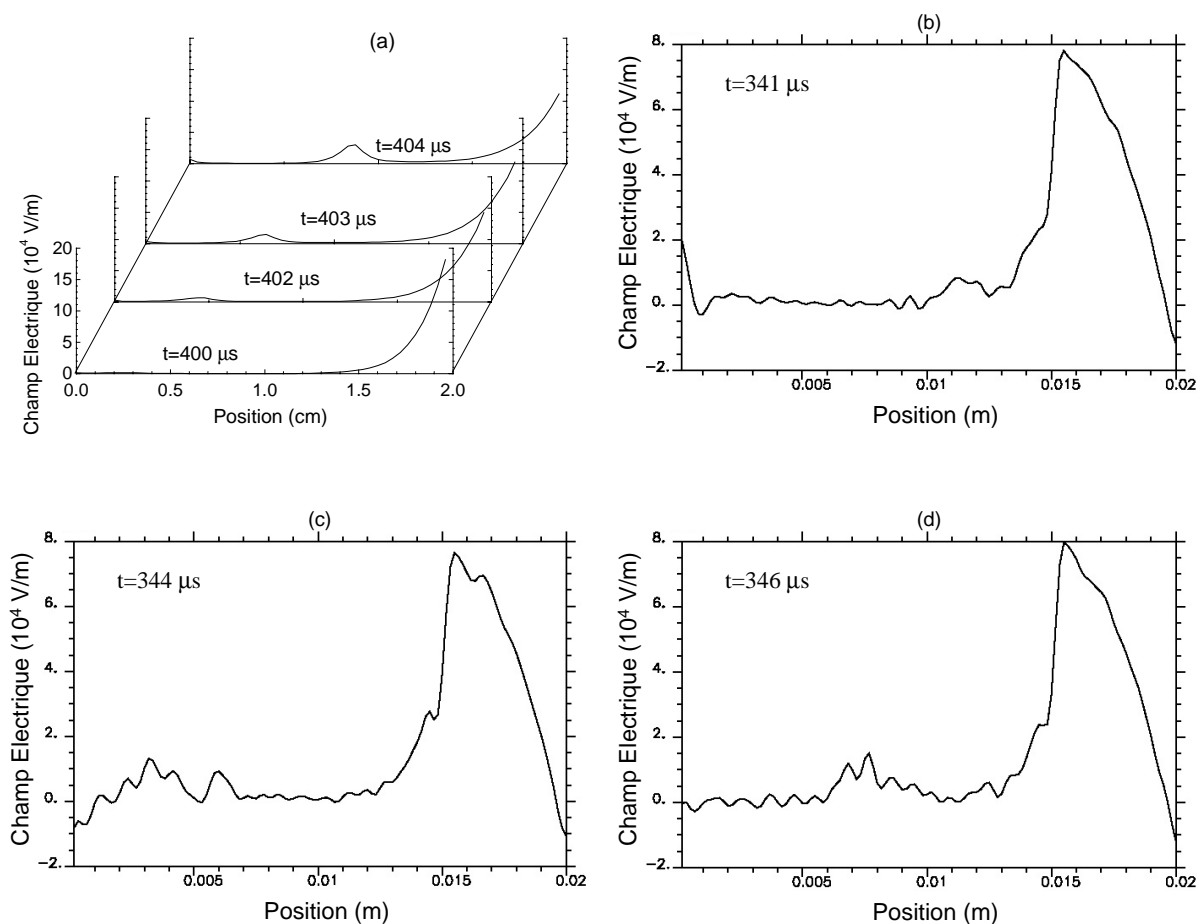 (a)
t=404 μs
t=403 μs
t=402 μs
t=400 μs
Champ Electrique (10⁴ V/m)
20
15
10
5
0
0.0 0.5 1.0 1.5 2.0
Position (cm)
(b)
t=341 μs
Champ Electrique (10⁴ V/m)
8.
6.
4.
2.
0.
−2.
0.005 0.01 0.015 0.02
Position (m)
(c)
t=344 μs
Champ Electrique (10⁴ V/m)
8.
6.
4.
2.
0.
−2.
0.005 0.01 0.015 0.02
Position (m)
(d)
t=346 μs
Champ Electrique (10⁴ V/m)
8.
6.
4.
2.
0.
−2.
0.005 0.01 0.015 0.02
Position (m)